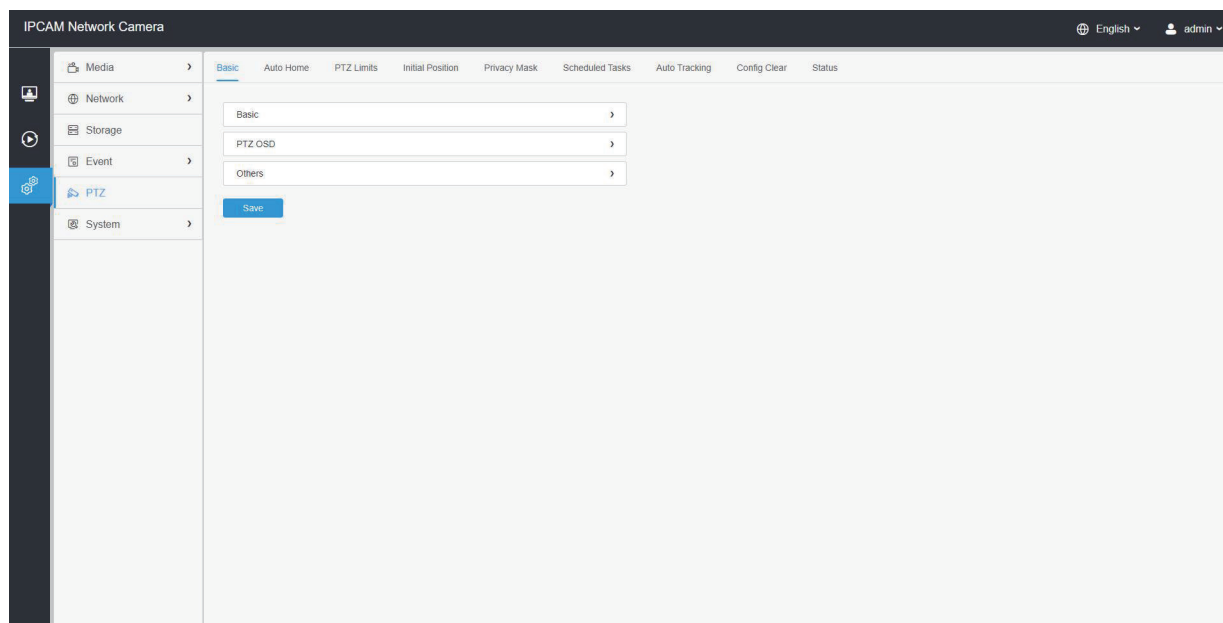 IPCAM Network Camera
English
admin
Media
Network
Storage
Event
PTZ
System
Basic Auto Home PTZ Limits Initial Position Privacy Mask Scheduled Tasks Auto Tracking Config Clear Status
Basic
PTZ OSD
Others
Save